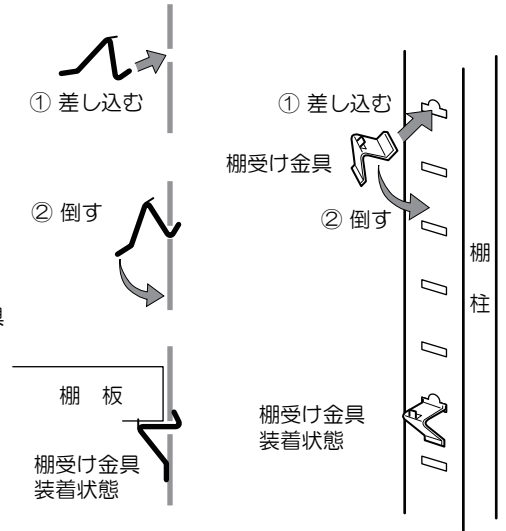 ① 差し込む
② 倒す
棚 板
棚受け金具
装着状態
① 差し込む
棚受け金具
② 倒す
棚
柱
棚受け金具
装着状態